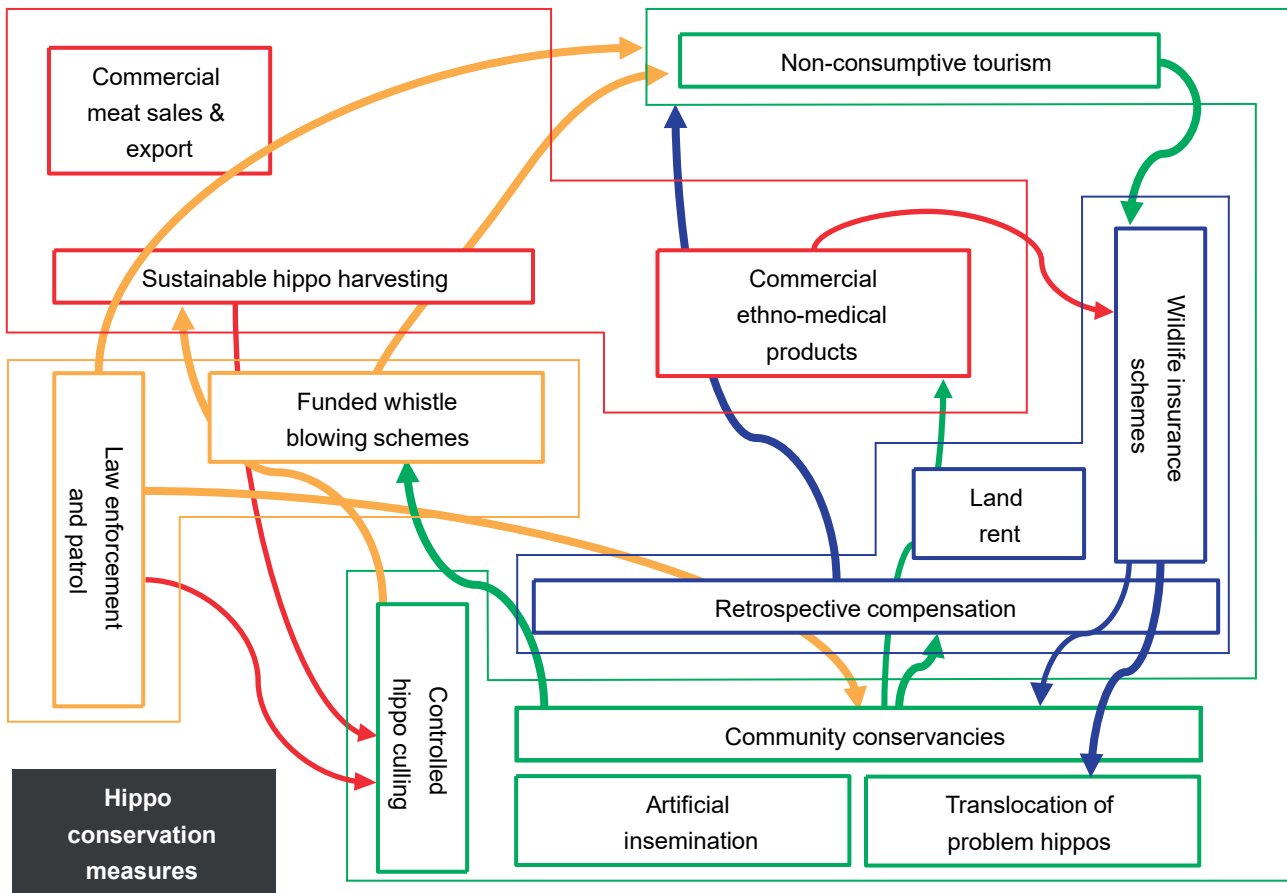 Commercial
meat sales &
export
Non-consumptive tourism
Sustainable hippo harvesting
Commercial
ethno-medical
products
Wildlife insurance
schemes
Funded whistle
blowing schemes
Law enforcement
and patrol
Land
rent
Retrospective compensation
Controlled
hippo culling
Community conservancies
Artificial
insemination
Translocation of
problem hippos
Hippo
conservation
measures